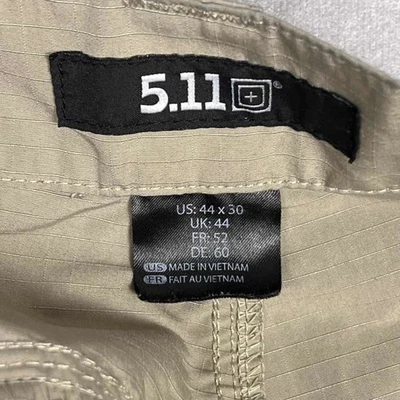 5.11 ®
US: 44 x 30
UK: 44
FR: 52
DE: 60
US MADE IN VIETNAM
FR FAIT AU VIETNAM